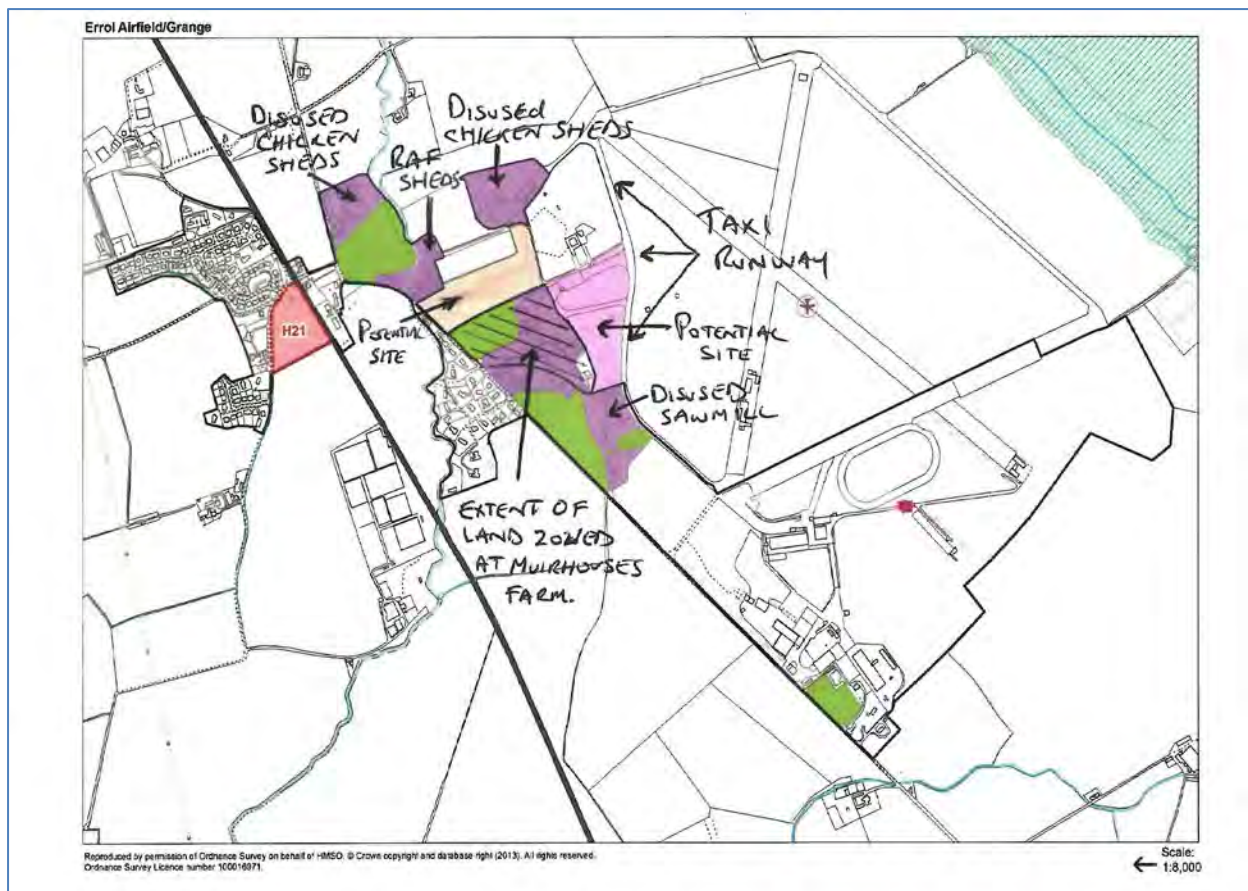 Errol Airfield/Grange
DISUSED
CHICKEN
SHEDS
DISUSED
CHICKEN SHEDS
RAF
SHEDS
TAXI
RUNWAY
H21
POTENTIAL
SITE
POTENTIAL
SITE
DISUSED
SAWMILL
EXTENT OF
LAND ZONED
AT MUIRHOUSES
FARM.
Reproduced by permission of Ordnance Survey on behalf of HMSO. © Crown copyright and database right (2013). All rights reserved.
Ordnance Survey Licence number 100016971.
Scale:
1:8,000